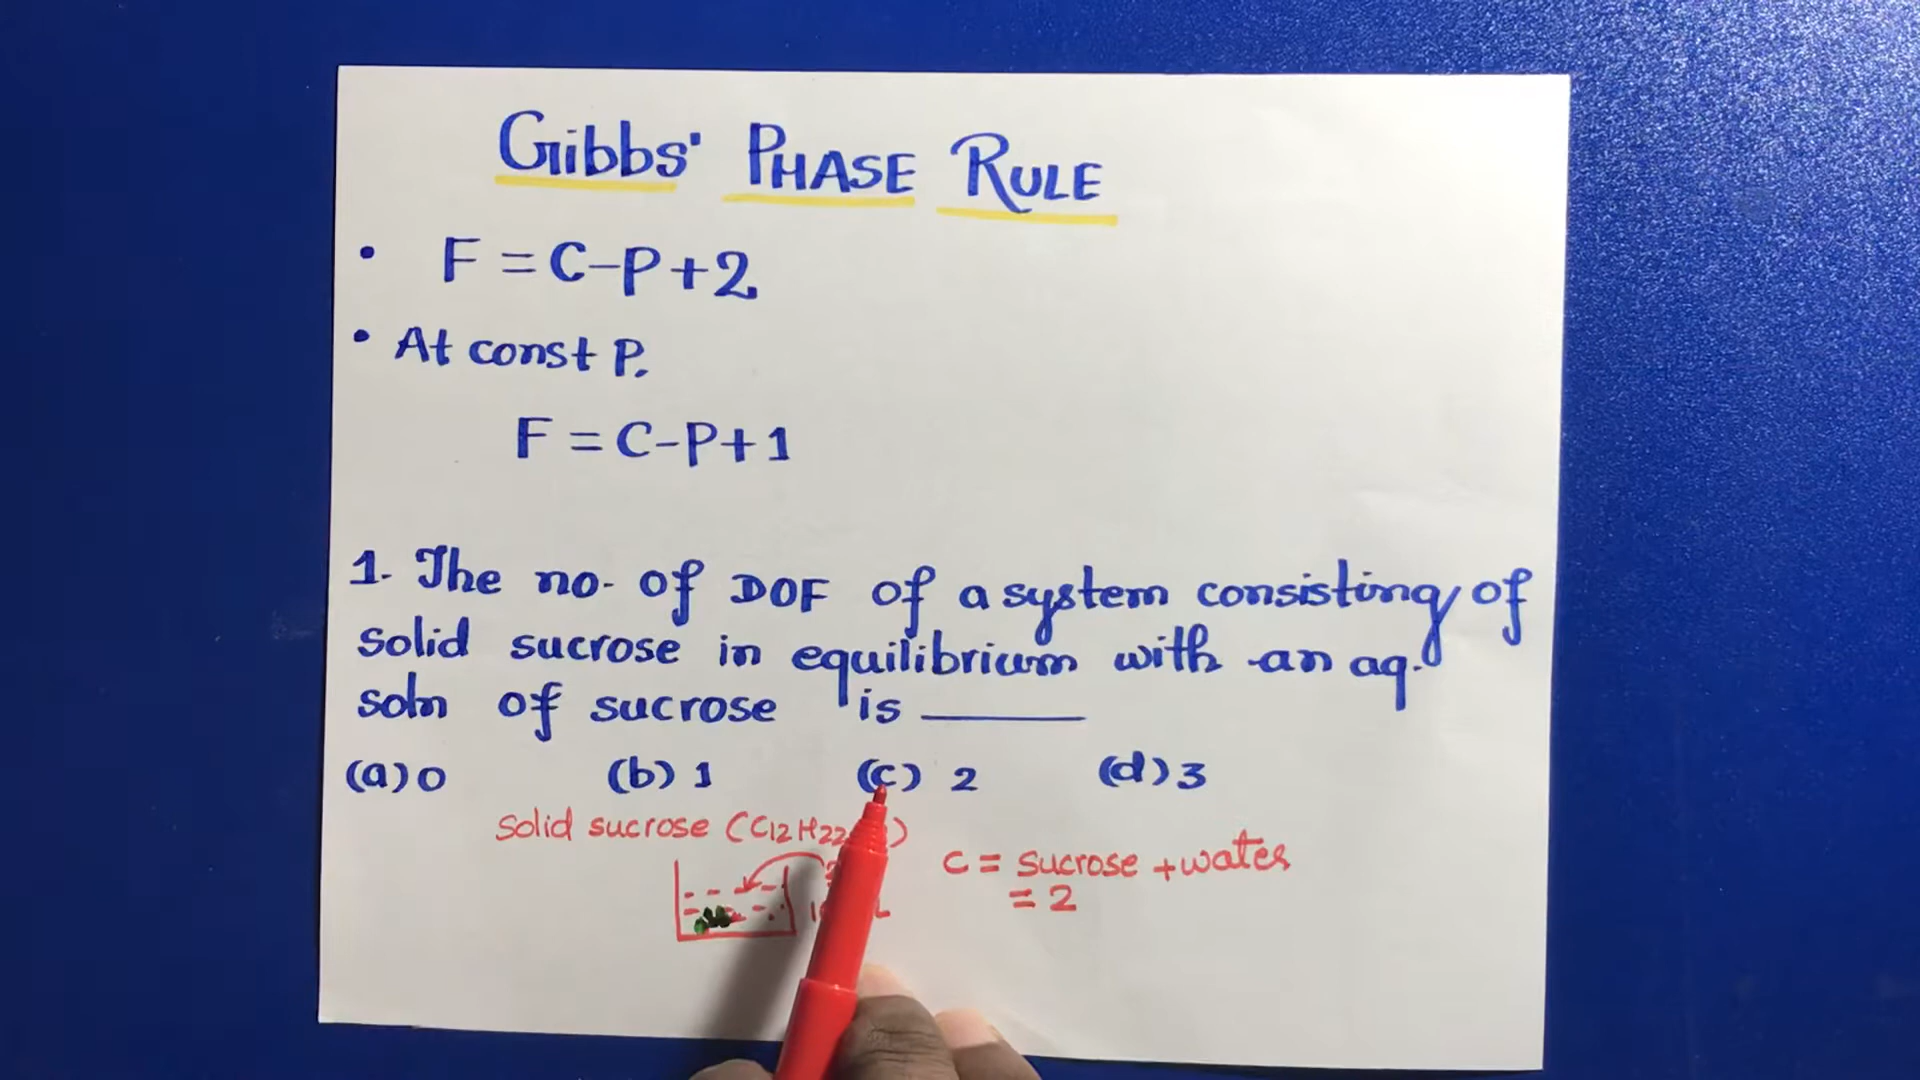 Gibbs' PHASE RULE
• F = C-P+2
• At const P.
F = C-P+1
1. The no. of DOF of a system consisting of
solid sucrose in equilibrium with an aq.
soln of sucrose is ______
(a) 0 (b) 1 (c) 2 (d) 3
solid sucrose (C12H22 )
C = sucrose + water
= 2